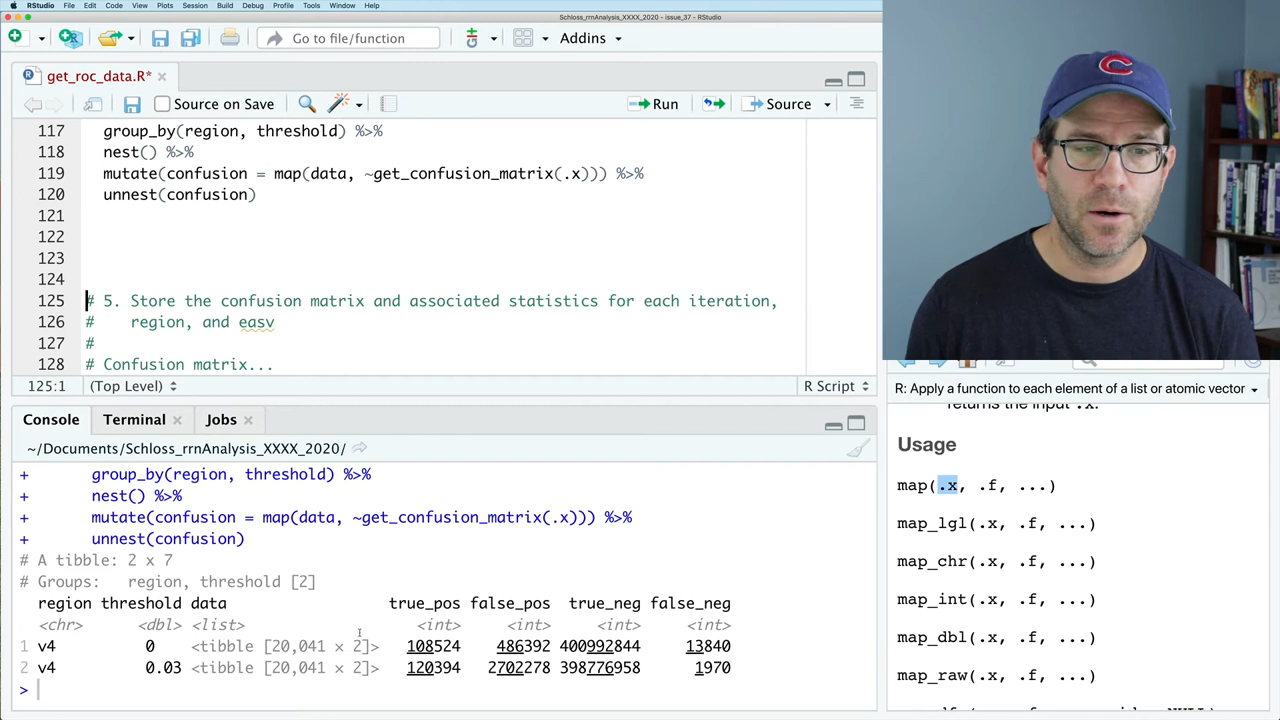 RStudio File Edit Code View Plots Session Build Debug Profile Tools Window Help
Schloss_rrnAnalysis_XXXX_2020 - issue_37 - RStudio
Go to file/function
Addins
get_roc_data.R*
Source on Save
Run
Source
117 group_by(region, threshold) %>%
118 nest() %>%
119 mutate(confusion = map(data, ~get_confusion_matrix(.x))) %>%
120 unnest(confusion)
121
122
123
124
125 # 5. Store the confusion matrix and associated statistics for each iteration,
126 # region, and easv
127 #
128 # Confusion matrix...
125:1 (Top Level) R Script
Console Terminal Jobs
~/Documents/Schloss_rrnAnalysis_XXXX_2020/
+ group_by(region, threshold) %>%
+ nest() %>%
+ mutate(confusion = map(data, ~get_confusion_matrix(.x))) %>%
+ unnest(confusion)
# A tibble: 2 x 7
# Groups: region, threshold [2]
region threshold data true_pos false_pos true_neg false_neg
<chr> <dbl> <list> <int> <int> <int> <int>
1 v4 0 <tibble [20,041 × 2]> 108524 486392 400992844 13840
2 v4 0.03 <tibble [20,041 × 2]> 120394 2702278 398776958 1970
>
C
R: Apply a function to each element of a list or atomic vector
returns the input .x.
Usage
map(.x, .f, ...)
map_lgl(.x, .f, ...)
map_chr(.x, .f, ...)
map_int(.x, .f, ...)
map_dbl(.x, .f, ...)
map_raw(.x, .f, ...)